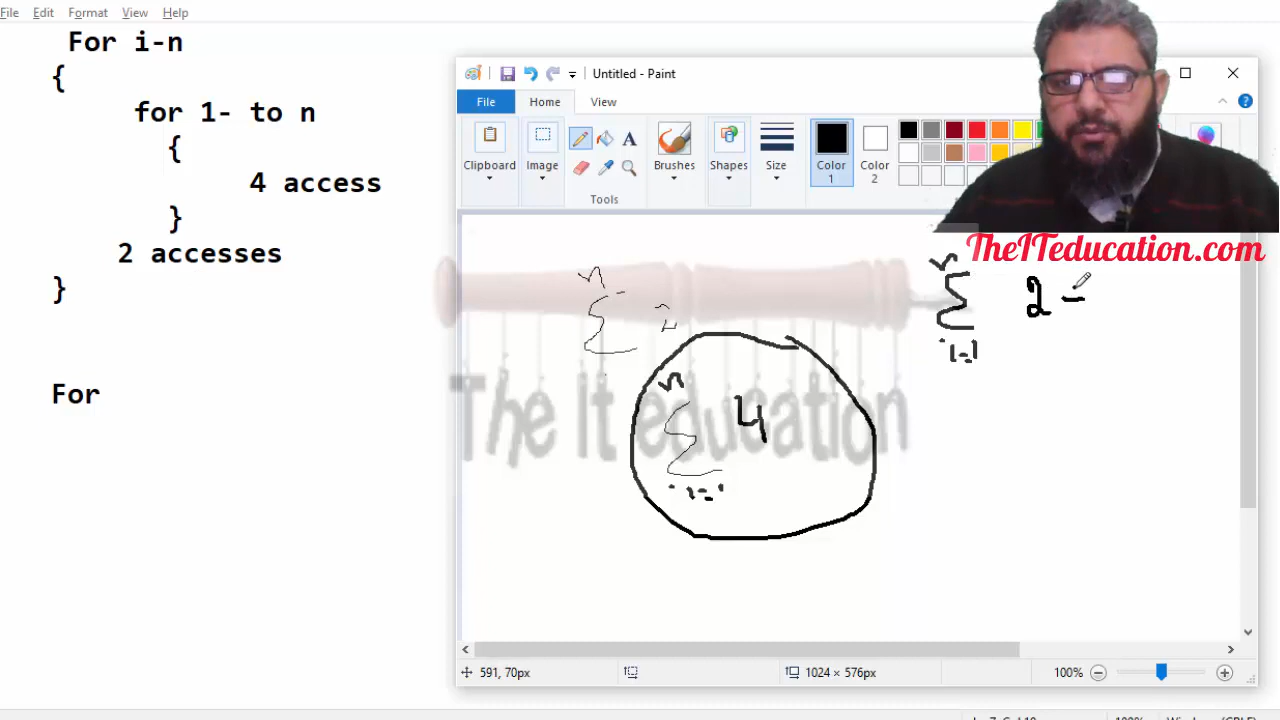 File Edit Format View Help
For i-n
{
for 1- to n
{
4 access
}
2 accesses
}
For
Untitled - Paint
File Home View
Clipboard Image Tools Brushes Shapes Size Color 1 Color 2
TheITeducation.com
n
Σ 2
n
Σ 2 -
i=1
n
Σ 4
i=1
The It education
591, 70px 1024 × 576px 100%